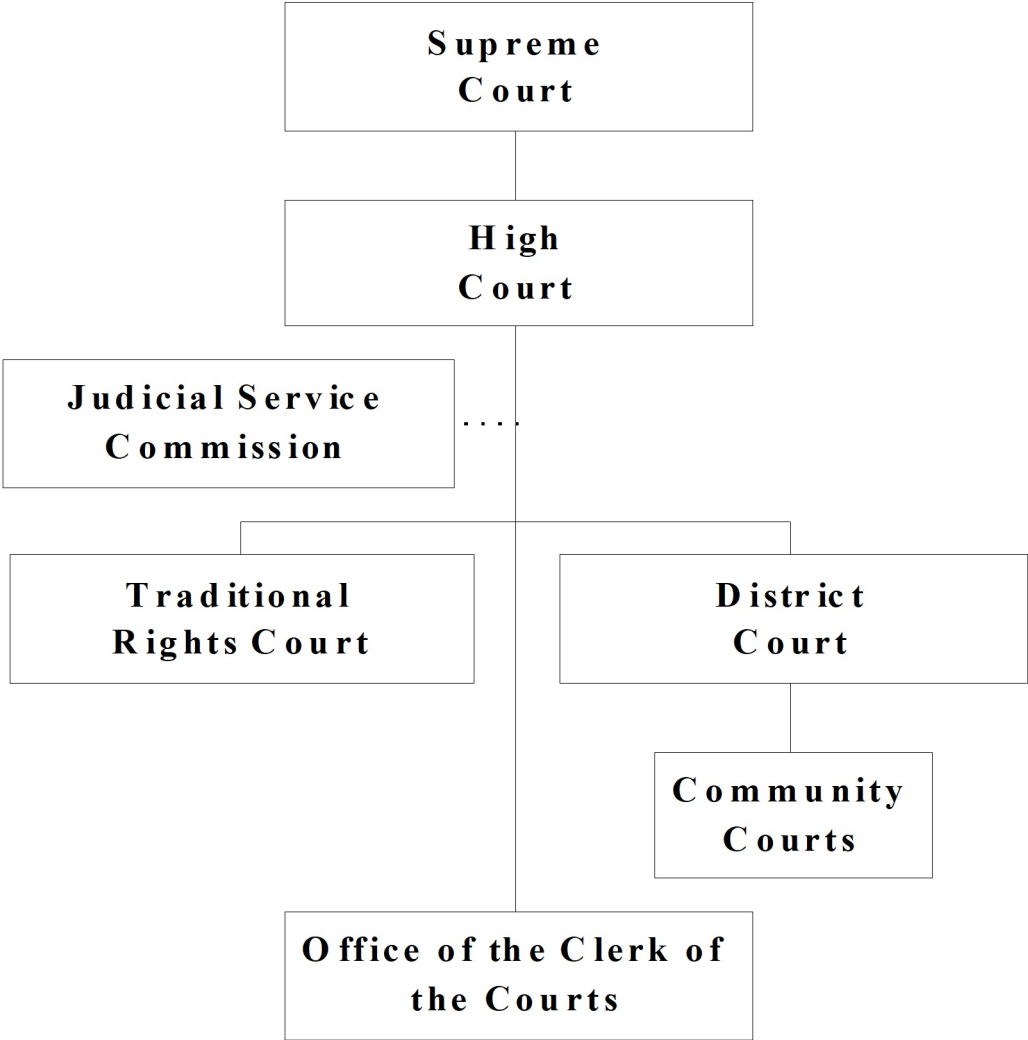 Supreme
Court
High
Court
Judicial Service
Commission
Traditional
Rights Court
District
Court
Community
Courts
Office of the Clerk of
the Courts